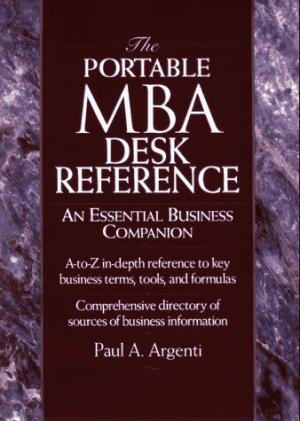 The
PORTABLE
MBA
DESK
REFERENCE
AN ESSENTIAL BUSINESS
COMPANION
A-to-Z in-depth reference to key
business terms, tools, and formulas
Comprehensive directory of
sources of business information
Paul A. Argenti